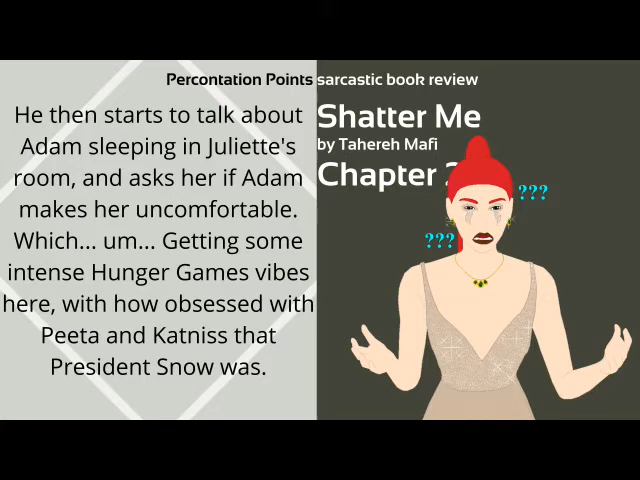 Percontation Points sarcastic book review
He then starts to talk about
Adam sleeping in Juliette's
room, and asks her if Adam
makes her uncomfortable.
Which... um... Getting some
intense Hunger Games vibes
here, with how obsessed with
Peeta and Katniss that
President Snow was.
Shatter Me
by Tahereh Mafi
Chapter
???
???